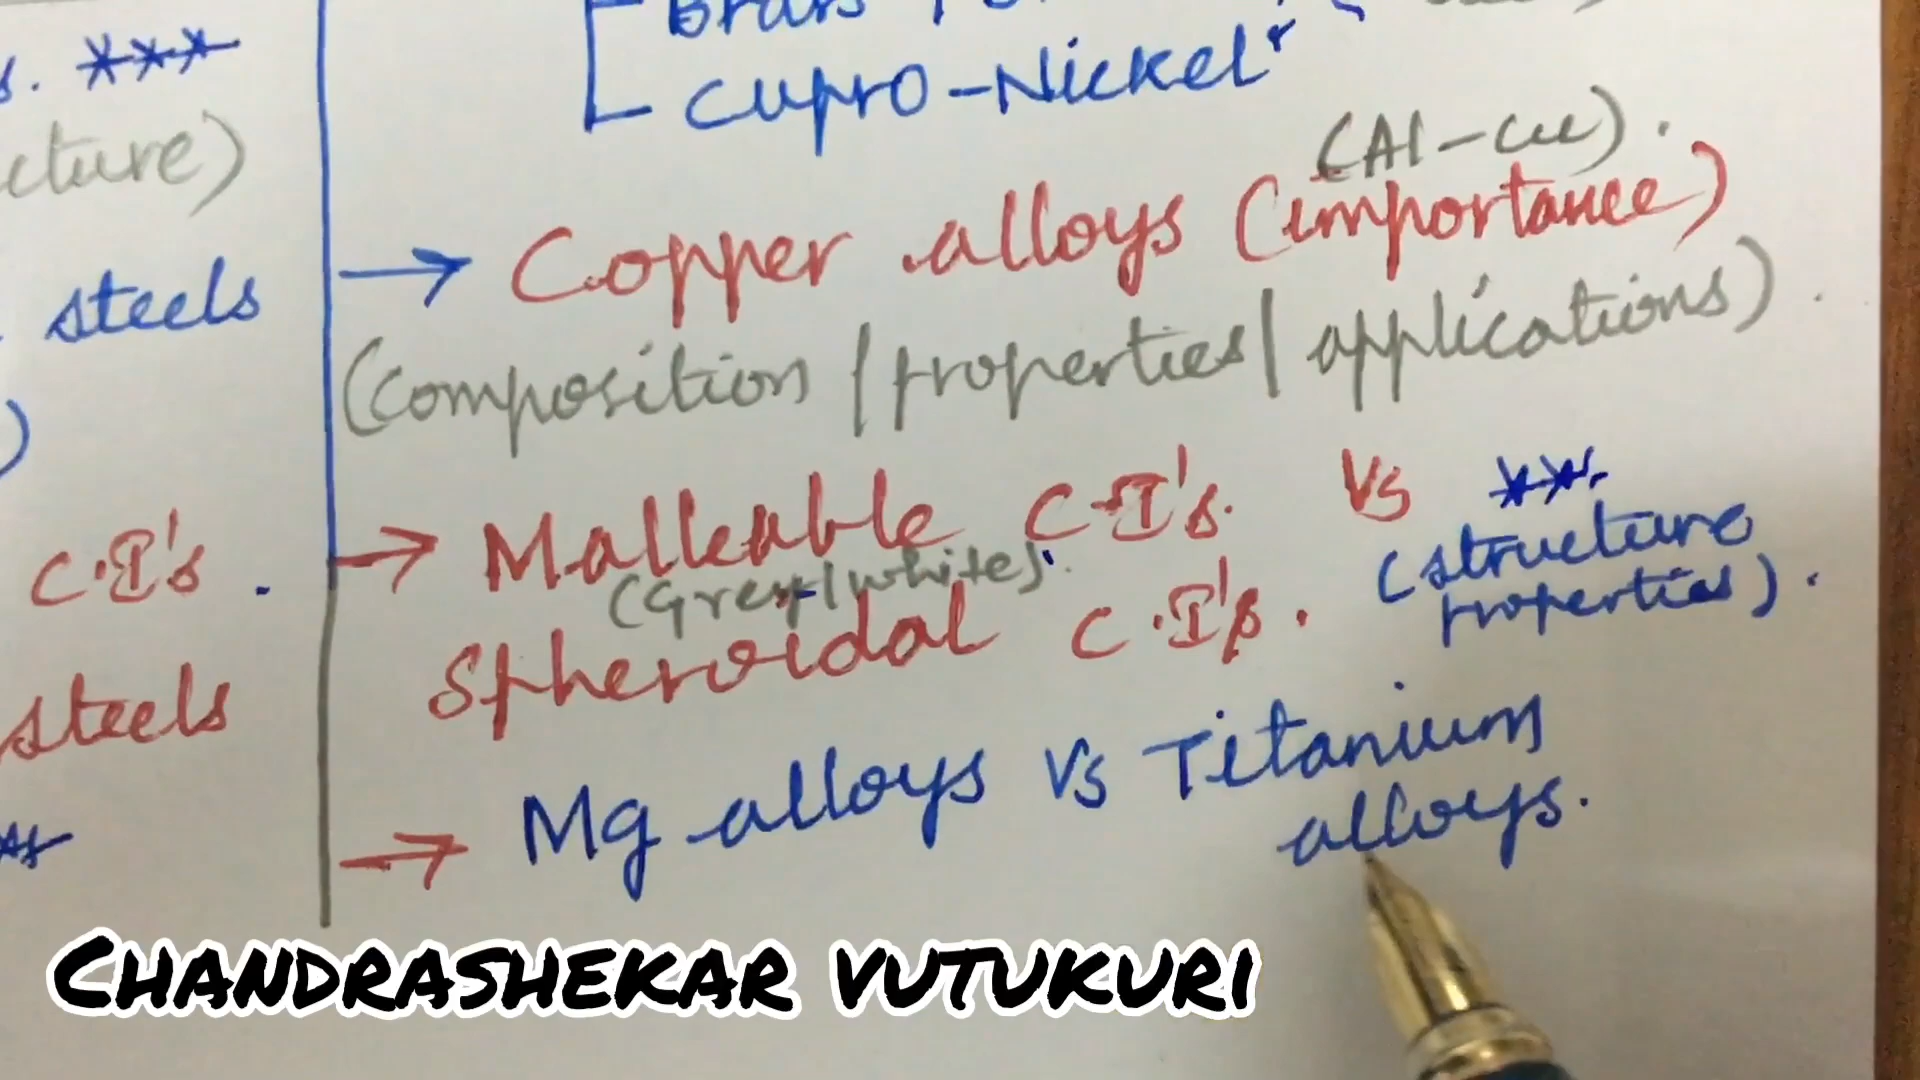 ***
cture)
steels
)
C.I's.
steels
Cupro-Nickel
(Al-Cu).
→ Copper alloys (importance)
(composition / properties / applications).
→ Malleable C.I's. Vs **
(Grey/white).
(structure
properties).
Spheroidal C.I's.
→ Mg alloys Vs Titanium
alloys.
CHANDRASHEKAR VUTUKURI